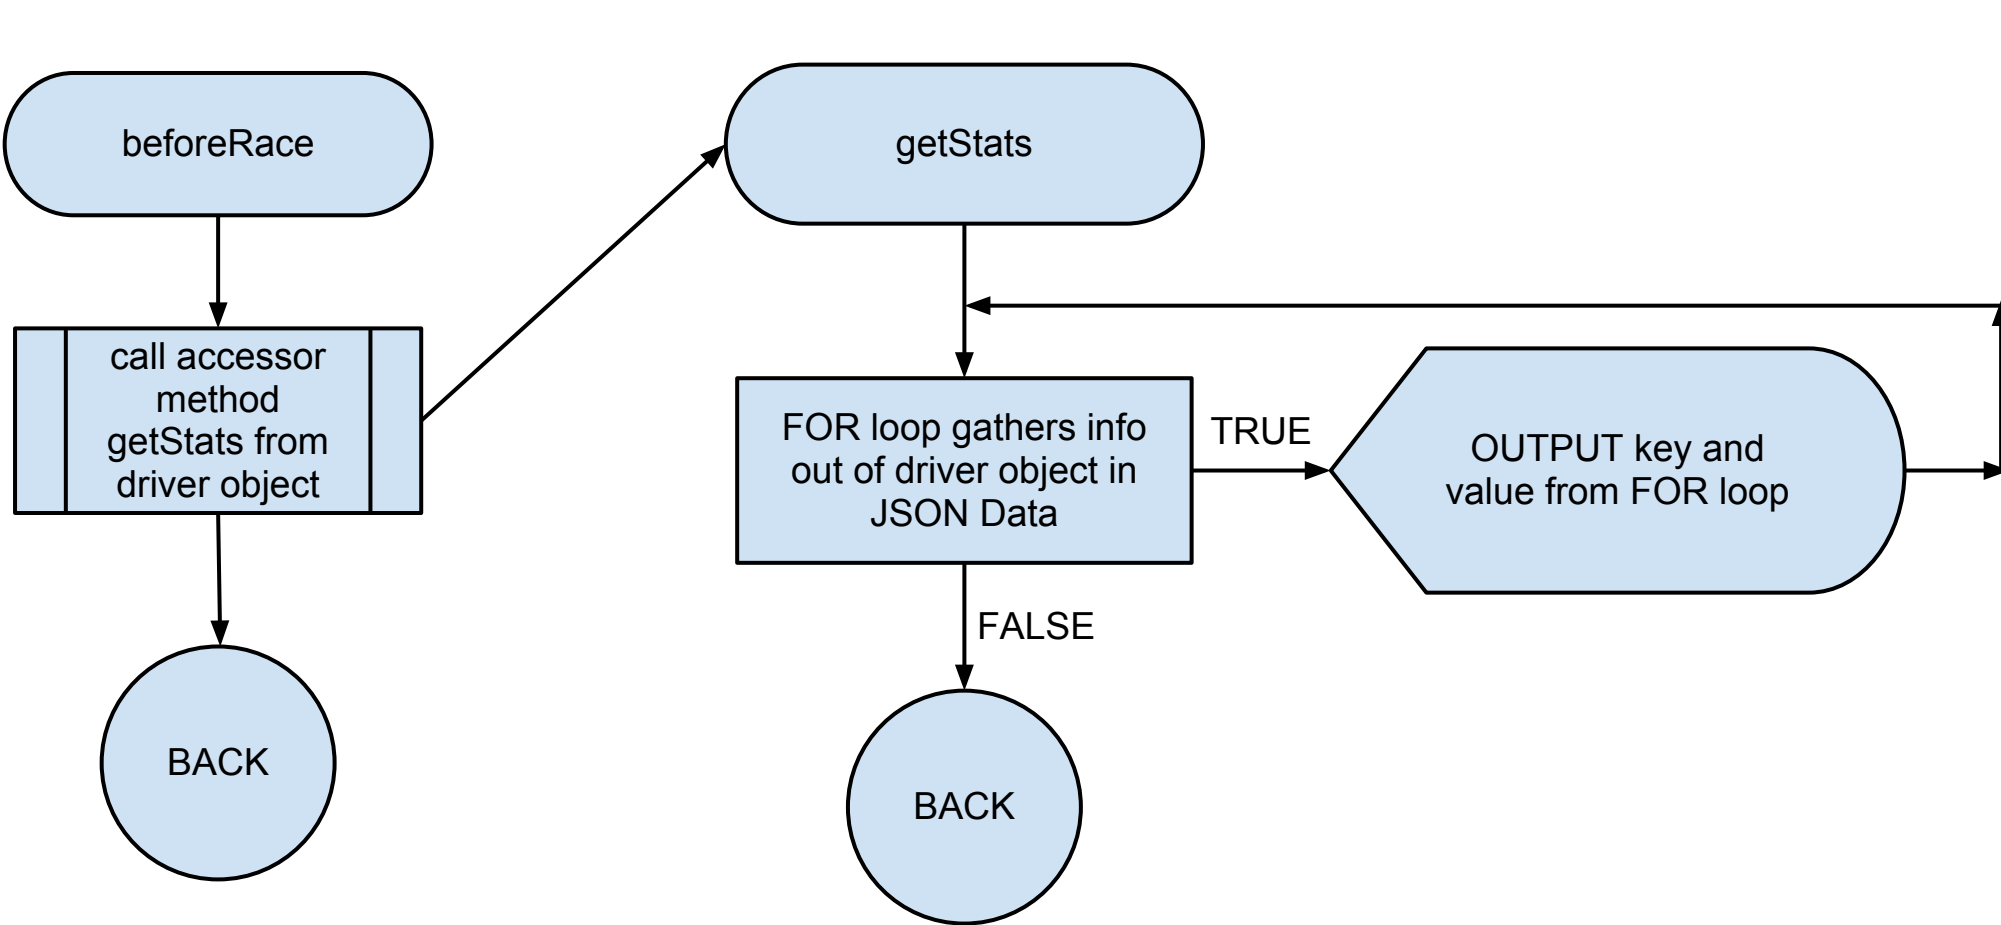 beforeRace
call accessor
method
getStats from
driver object
BACK
getStats
FOR loop gathers info
out of driver object in
JSON Data
TRUE
OUTPUT key and
value from FOR loop
FALSE
BACK